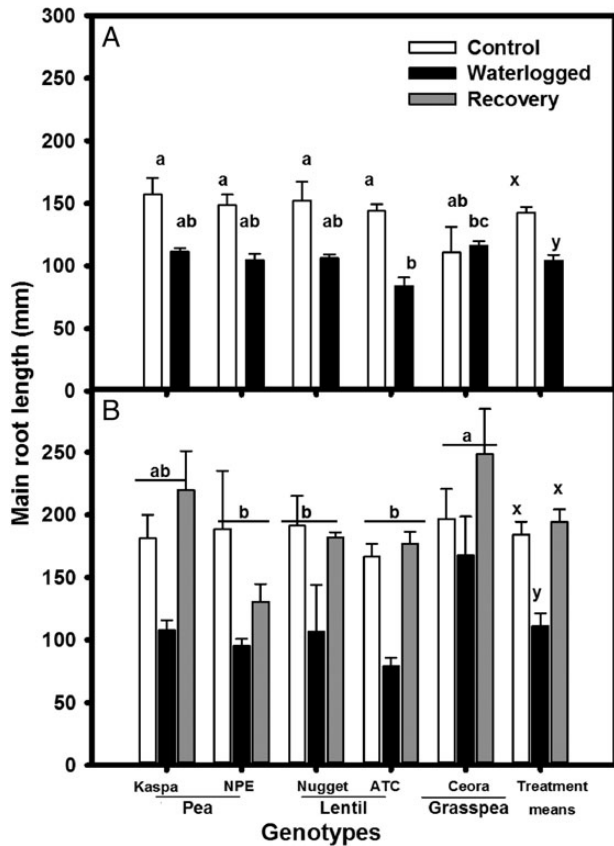 A
Control
Waterlogged
Recovery
300
250
200
150
100
50
0
a
ab
a
ab
a
ab
a
b
ab
bc
x
y
Main root length (mm)
B
250
200
150
100
50
0
ab
b
b
b
a
x
y
x
Kaspa NPE Nugget ATC Ceora Treatment
Pea Lentil Grasspea means
Genotypes